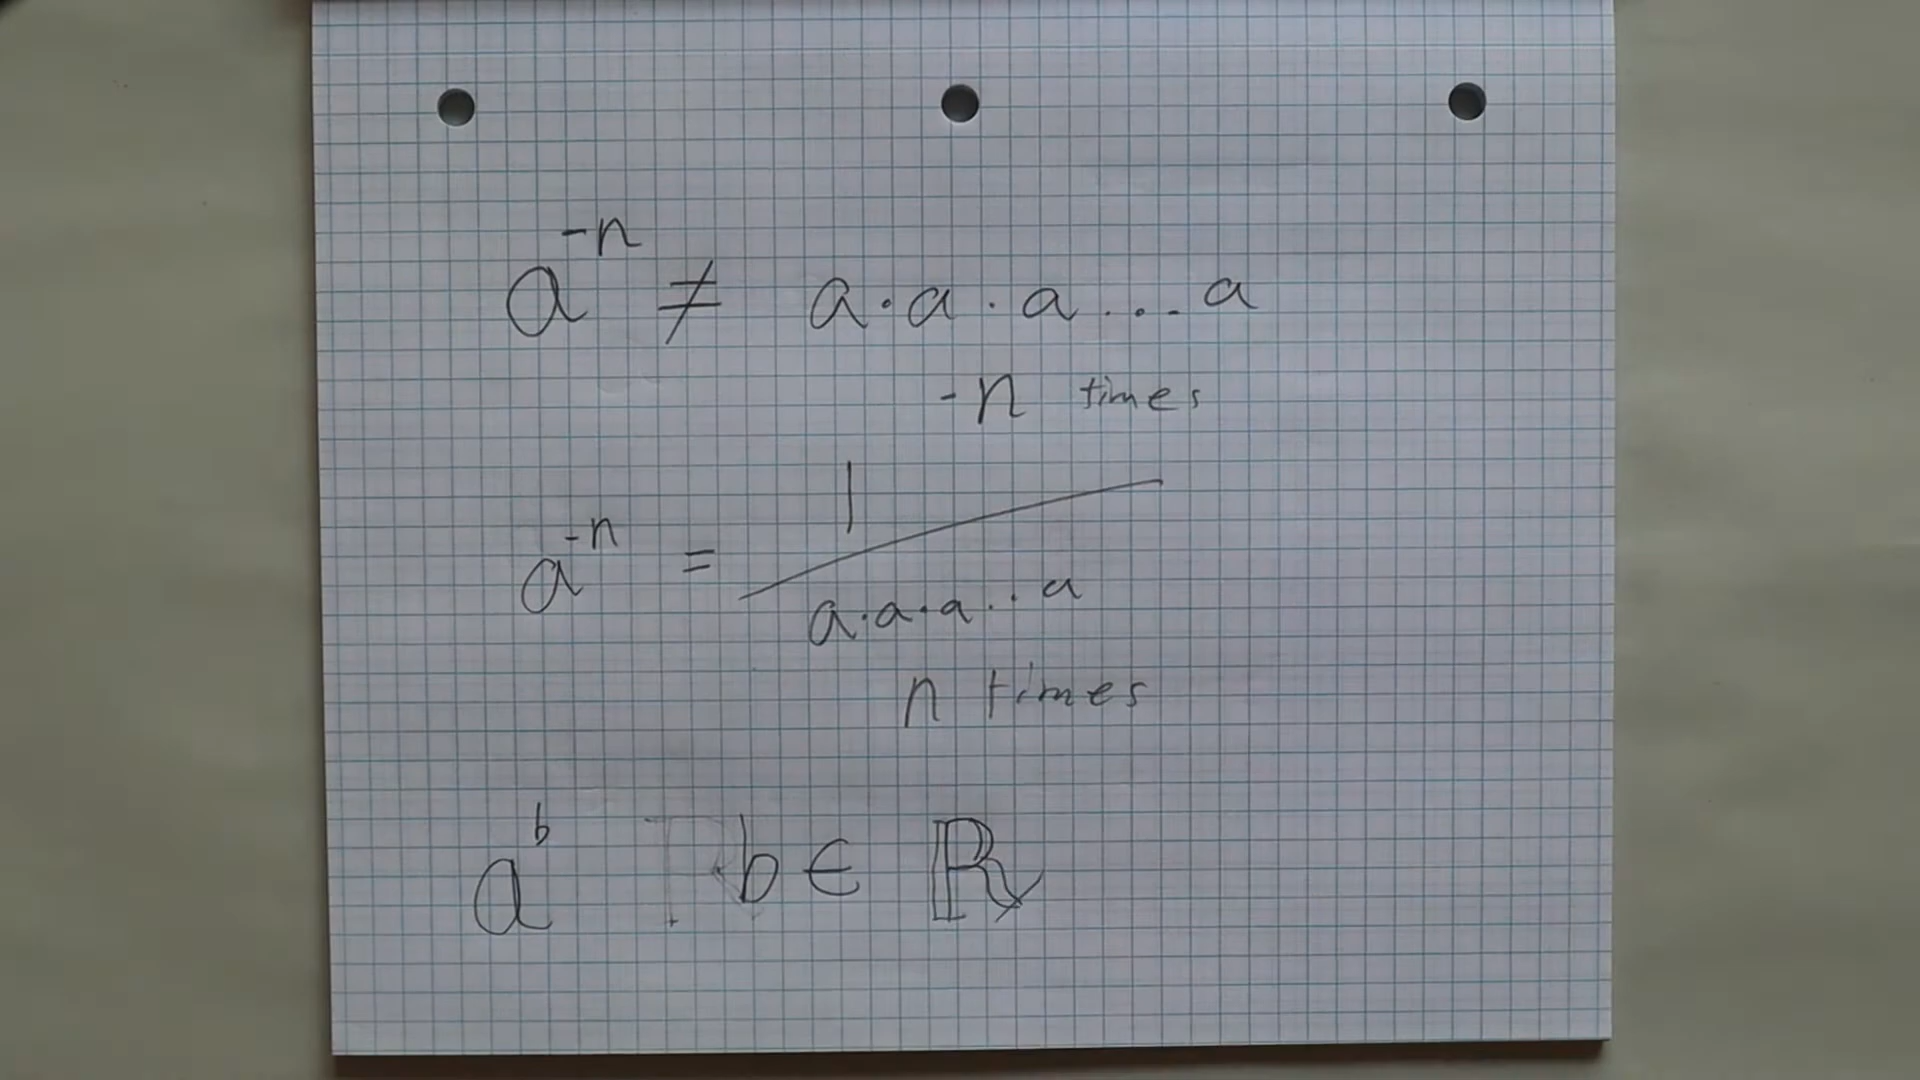 a^{-n} ≠ a·a·a...a
-n times
a^{-n} = 1/(a·a·a...a)
n times
a^b b∈ℝ